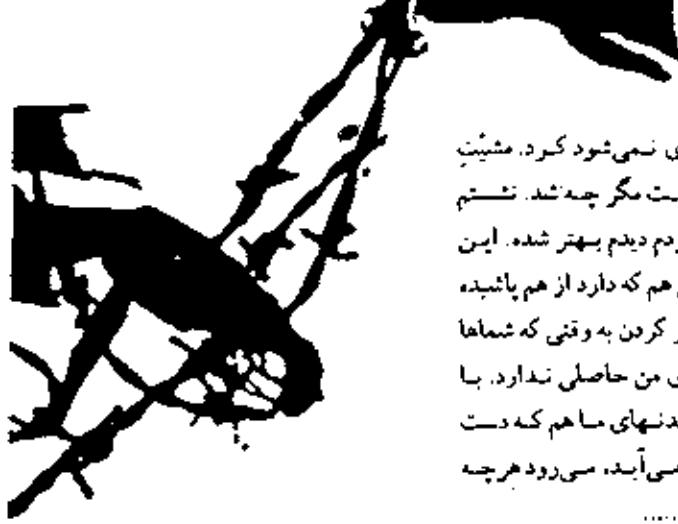 ی نمی‌شود کرد. مشیّتِ
ست مگر چه‌شد. نشستم
ردم دیدم بهتر شده. این
هم که دارد از هم پاشیده
ر کردن به وقتی که شماها
ی من حاصلی ندارد. با
دنهای ما هم که دست
می‌آید، می‌رود هرچه
......